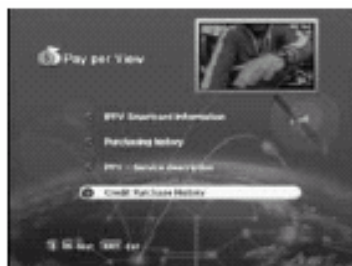 Pay per View
PPV Smartcard Information
Purchasing history
PPV - Service description
Credit Purchase History